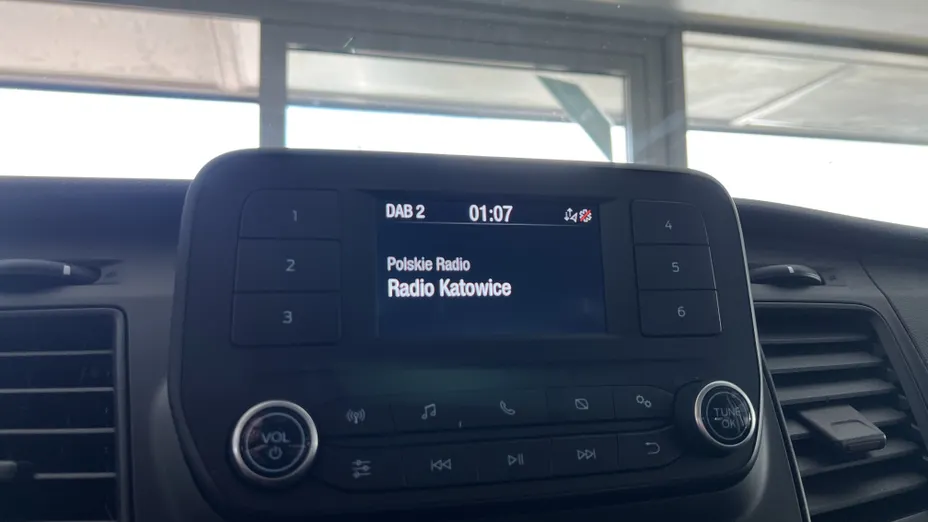 DAB 2 01:07
Polskie Radio
Radio Katowice
1
2
3
4
5
6
VOL
TUNE
OK